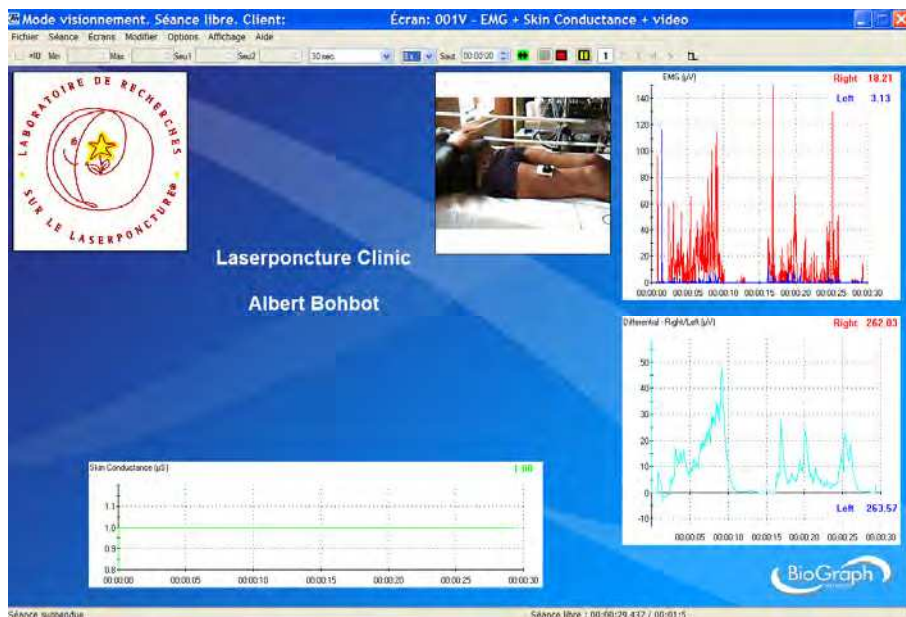 Mode visionnement. Séance libre. Client: Écran: 001V - EMG + Skin Conductance + video
Fichier Séance Écrans Modifier Options Affichage Aide
×10 Min Max Seuil Seuil2 30 sec Saut 00:00:00 1
LABORATOIRE DE RECHERCHES
SUR LE LASERPONCTURE
Laserponcture Clinic
Albert Bohbot
EMG (µV) Right 18.21
Left 3.13
140
120
100
80
60
40
20
0
00:00:00 00:00:05 00:00:10 00:00:15 00:00:20 00:00:25 00:00:30
Differential - Right/Left (µV) Right 262.03
50
40
30
20
10
0
Left 263.57
-10
00:00:05 00:00:10 00:00:15 00:00:20 00:00:25 00:00:30
Skin Conductance (µS) 1.00
1.1
1.0
0.9
0.8
00:00:00 00:00:05 00:00:10 00:00:15 00:00:20 00:00:25 00:00:30
BioGraph
Séance suspendue Séance libre : 00:00:29.437 /